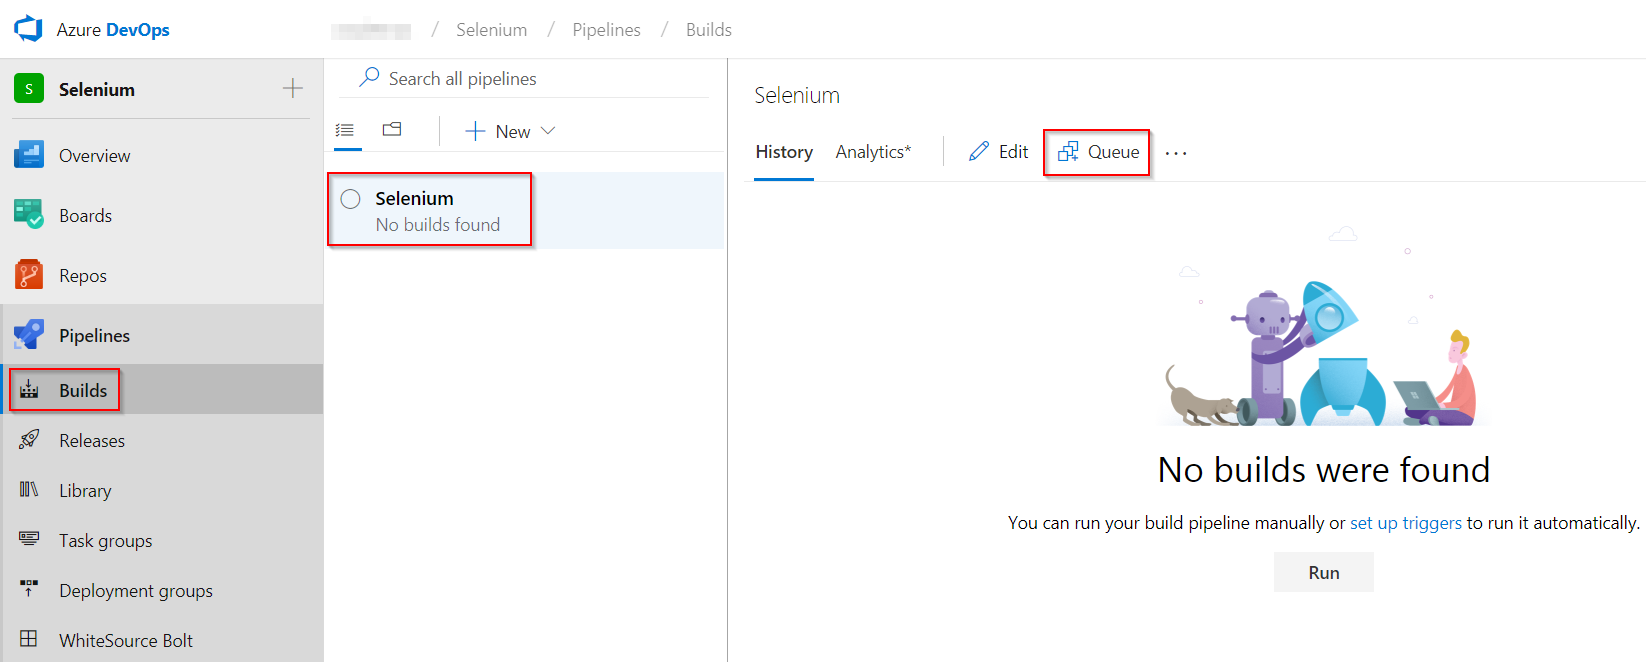 Azure DevOps
/ Selenium / Pipelines / Builds
S Selenium
Overview
Boards
Repos
Pipelines
Builds
Releases
Library
Task groups
Deployment groups
WhiteSource Bolt
Search all pipelines
New
Selenium
No builds found
Selenium
History Analytics* Edit Queue ...
No builds were found
You can run your build pipeline manually or set up triggers to run it automatically.
Run